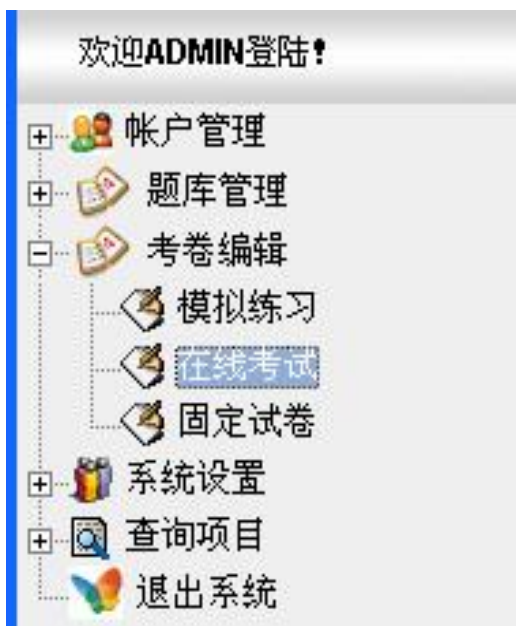 欢迎ADMIN登陆!
帐户管理
题库管理
考卷编辑
模拟练习
在线考试
固定试卷
系统设置
查询项目
退出系统